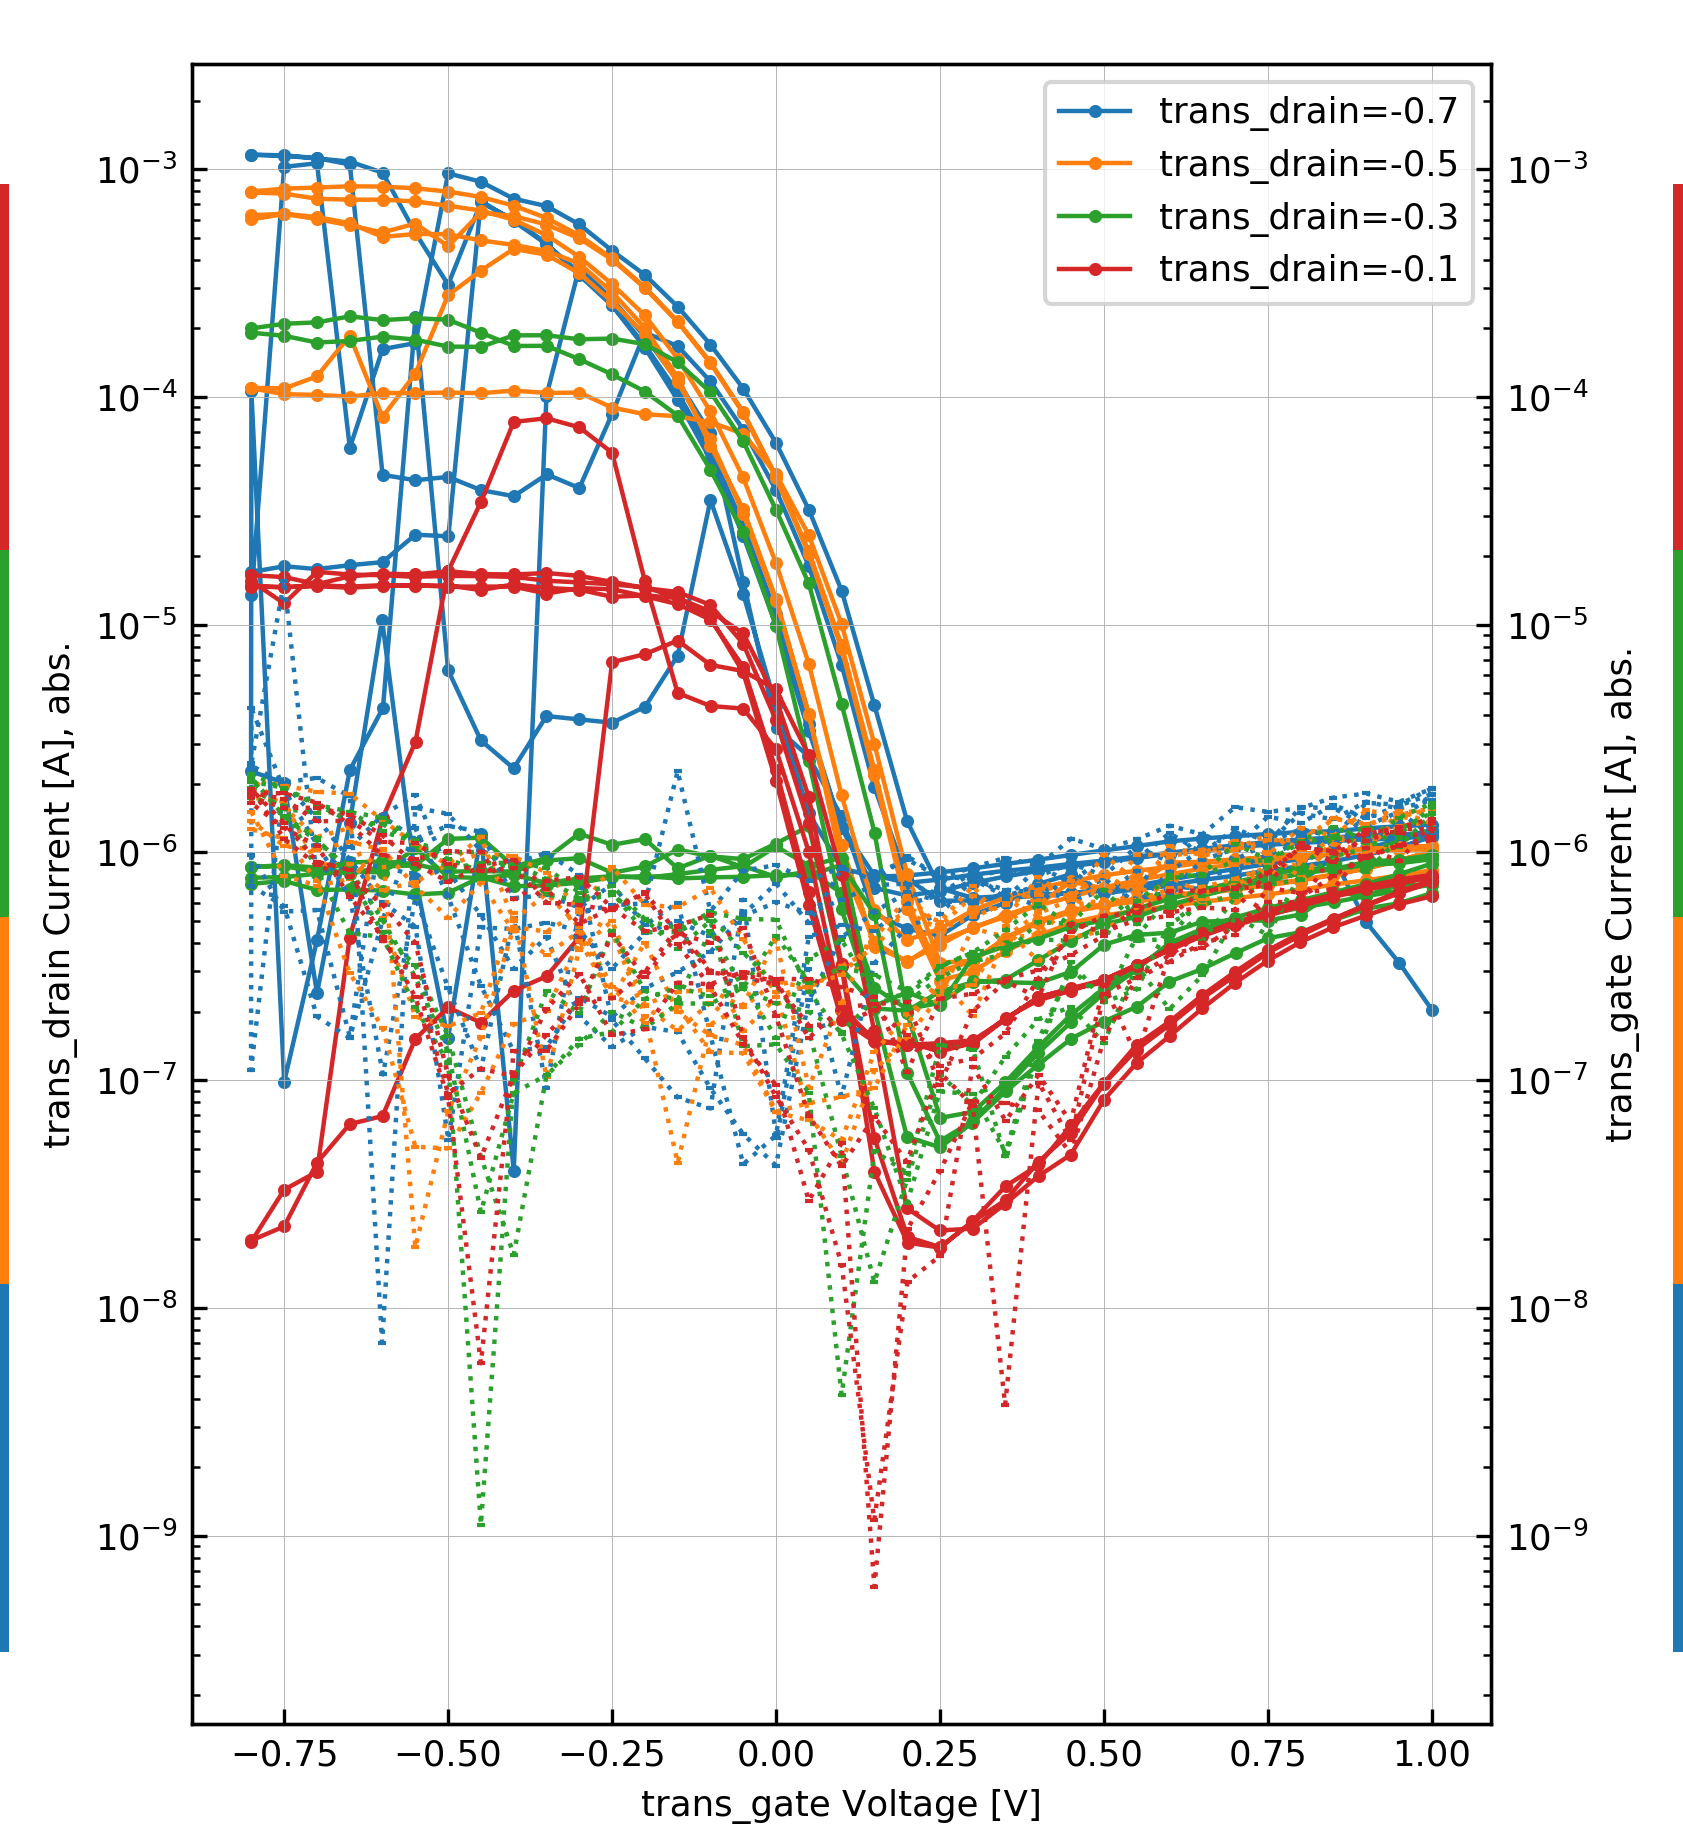 trans_drain=-0.7
trans_drain=-0.5
trans_drain=-0.3
trans_drain=-0.1
10⁻³
10⁻⁴
10⁻⁵
10⁻⁶
10⁻⁷
10⁻⁸
10⁻⁹
trans_drain Current [A], abs.
10⁻³
10⁻⁴
10⁻⁵
10⁻⁶
10⁻⁷
10⁻⁸
10⁻⁹
trans_gate Current [A], abs.
−0.75 −0.50 −0.25 0.00 0.25 0.50 0.75 1.00
trans_gate Voltage [V]